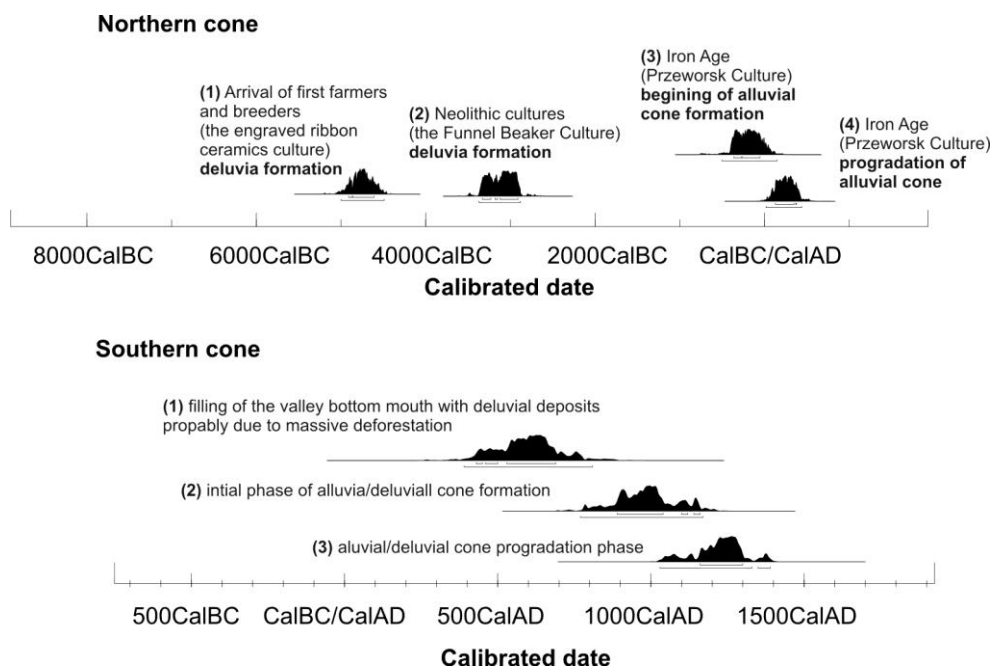 Northern cone
(1) Arrival of first farmers
and breeders
(the engraved ribbon
ceramics culture)
deluvia formation
(2) Neolithic cultures
(the Funnel Beaker Culture)
deluvia formation
(3) Iron Age
(Przeworsk Culture)
begining of alluvial
cone formation
(4) Iron Age
(Przeworsk Culture)
progradation of
alluvial cone
8000CalBC 6000CalBC 4000CalBC 2000CalBC CalBC/CalAD
Calibrated date
Southern cone
(1) filling of the valley bottom mouth with deluvial deposits
propably due to massive deforestation
(2) intial phase of alluvia/deluviall cone formation
(3) aluvial/deluvial cone progradation phase
500CalBC CalBC/CalAD 500CalAD 1000CalAD 1500CalAD
Calibrated date